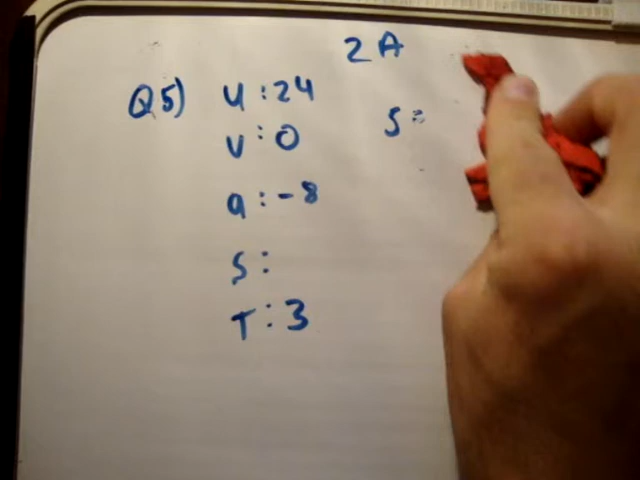 2A
Q5) u : 24
s =
v : 0
a : -8
s :
T : 3